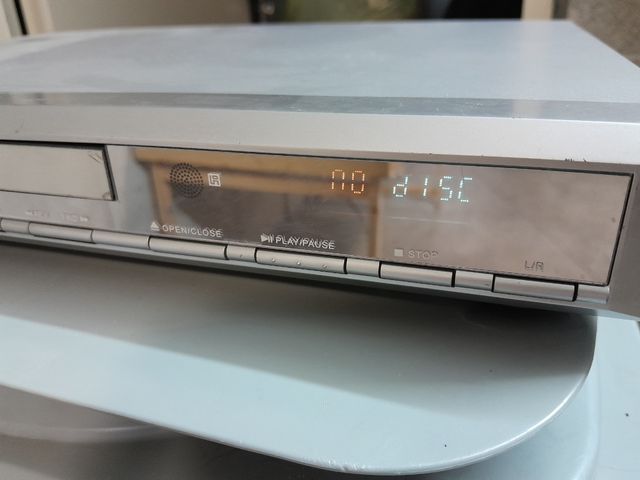 NO dISC
OPEN/CLOSE
PLAY/PAUSE
STOP
L/R